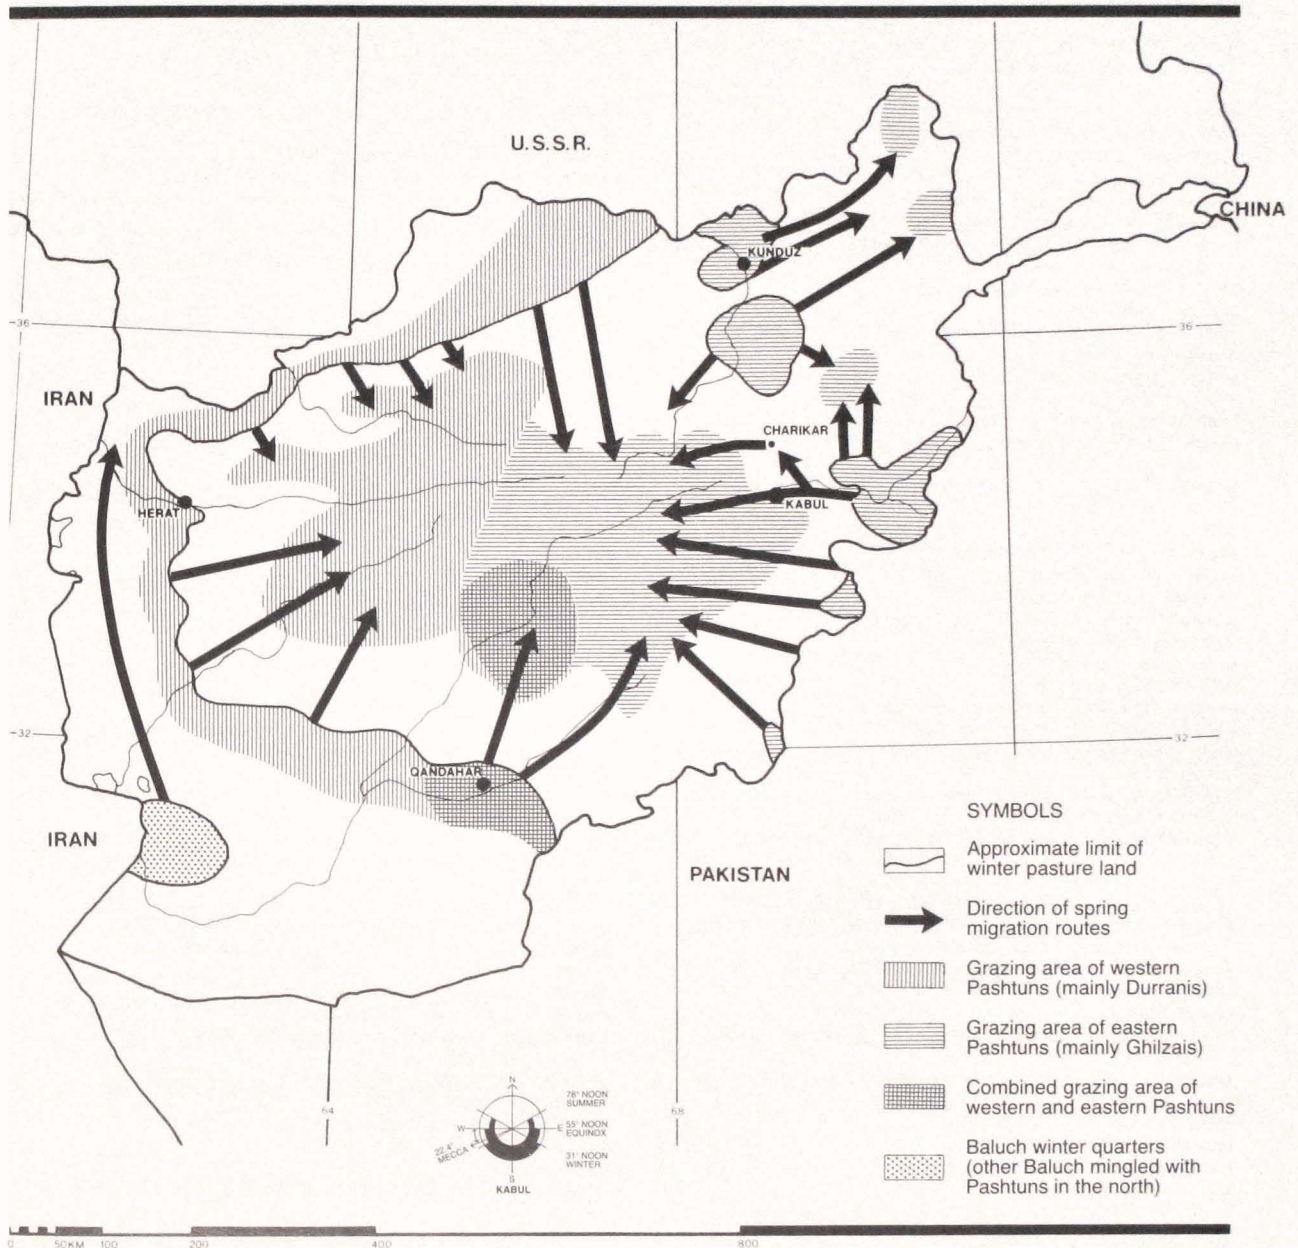 U.S.S.R.
CHINA
KUNDUZ
36
36
IRAN
CHARIKAR
HERAT
KABUL
32
32
QANDAHAR
IRAN
PAKISTAN
SYMBOLS
Approximate limit of
winter pasture land
Direction of spring
migration routes
Grazing area of western
Pashtuns (mainly Durranis)
Grazing area of eastern
Pashtuns (mainly Ghilzais)
Combined grazing area of
western and eastern Pashtuns
Baluch winter quarters
(other Baluch mingled with
Pashtuns in the north)
64
68
N
78° NOON
SUMMER
W
E
55° NOON
EQUINOX
22.4°
MECCA
31° NOON
WINTER
S
KABUL
0 50KM 100 200 400 800